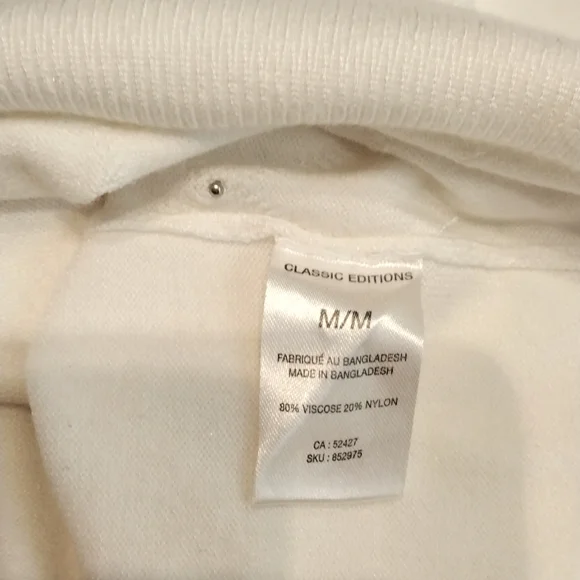 CLASSIC EDITIONS
M/M
FABRIQUÉ AU BANGLADESH
MADE IN BANGLADESH
80% VISCOSE 20% NYLON
CA : 52427
SKU : 852975